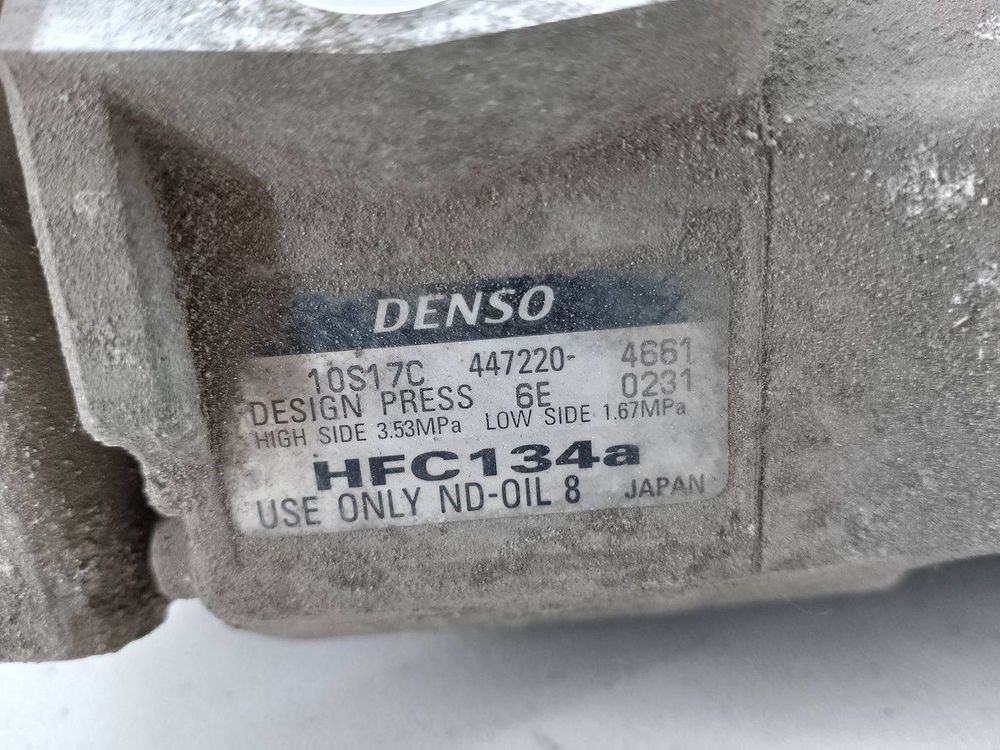 DENSO
10S17C 447220- 4661
DESIGN PRESS 6E 0231
HIGH SIDE 3.53MPa LOW SIDE 1.67MPa
HFC134a
USE ONLY ND-OIL 8 JAPAN